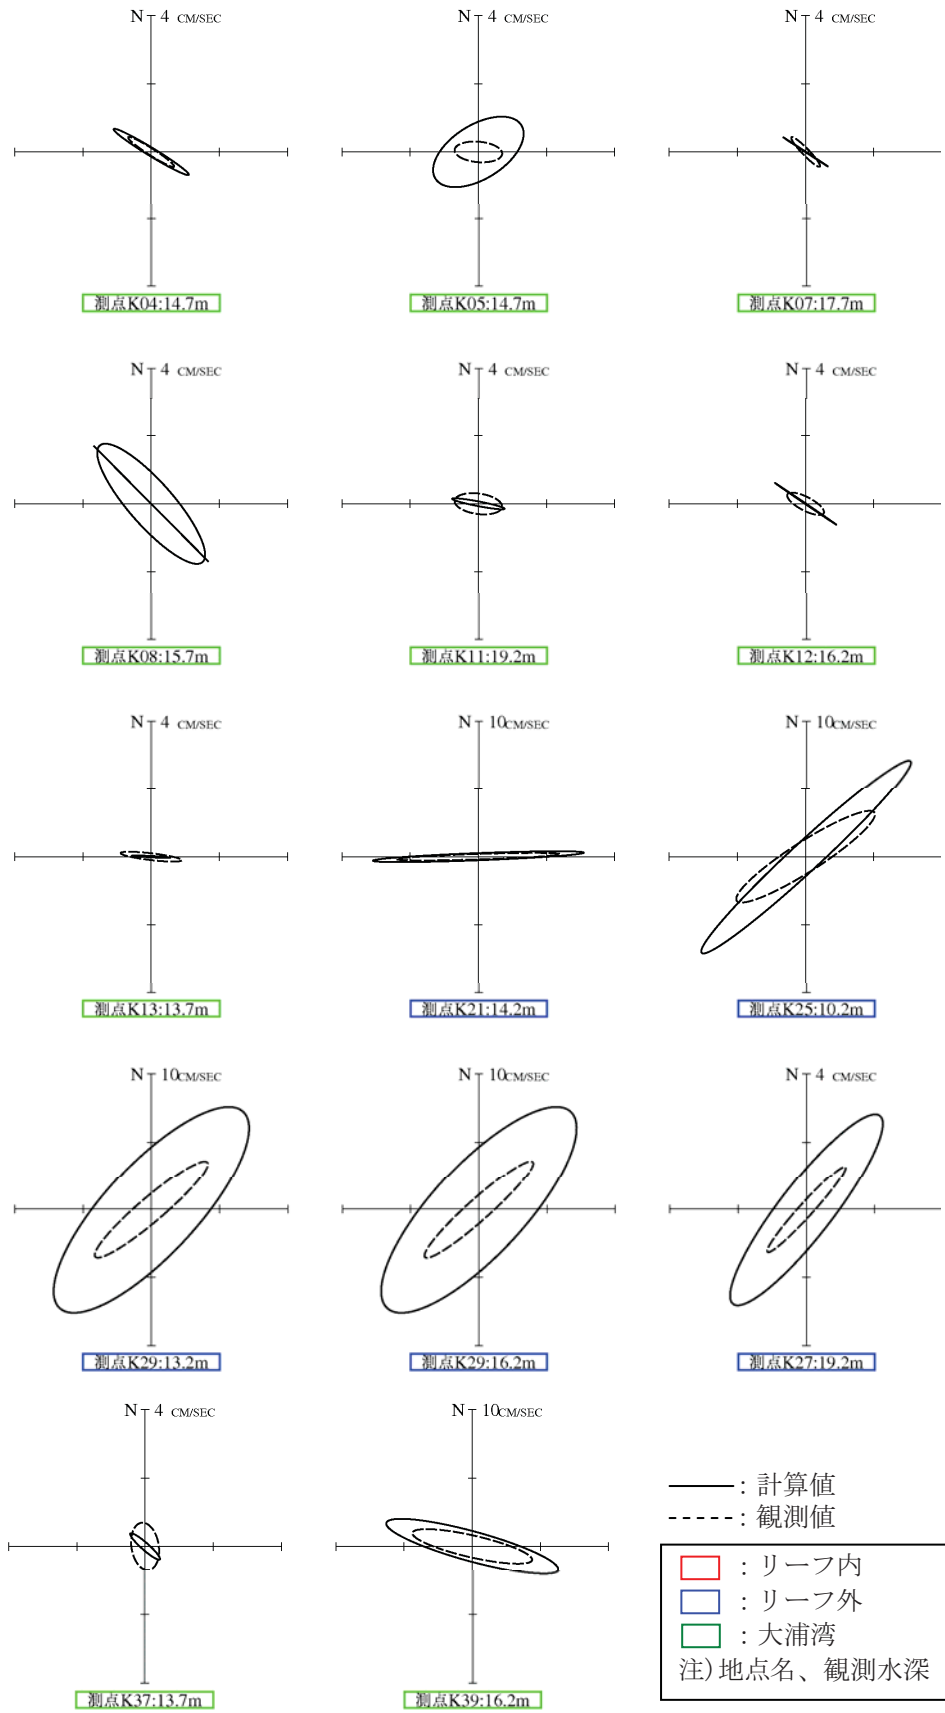 N 4 CM/SEC
N 4 CM/SEC
N 4 CM/SEC
測点K04:14.7m
測点K05:14.7m
測点K07:17.7m
N 4 CM/SEC
N 4 CM/SEC
N 4 CM/SEC
測点K08:15.7m
測点K11:19.2m
測点K12:16.2m
N 4 CM/SEC
N 10CM/SEC
N 10CM/SEC
測点K13:13.7m
測点K21:14.2m
測点K25:10.2m
N 10CM/SEC
N 10CM/SEC
N 4 CM/SEC
測点K29:13.2m
測点K29:16.2m
測点K27:19.2m
N 4 CM/SEC
N 10CM/SEC
測点K37:13.7m
測点K39:16.2m
：計算値
：観測値
：リーフ内
：リーフ外
：大浦湾
注)地点名、観測水深